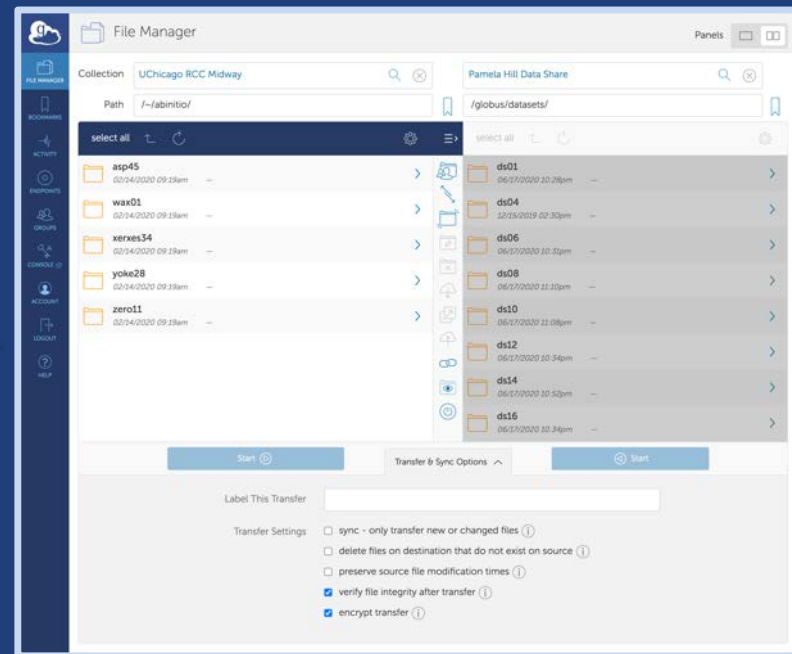 File Manager
Panels
FILE MANAGER
BOOKMARKS
ACTIVITY
ENDPOINTS
GROUPS
CONSOLE
ACCOUNT
LOGOUT
HELP
Collection UChicago RCC Midway
Path /~/abinitio/
select all
asp45
02/14/2020 09:19am —
wax01
02/14/2020 09:19am —
xerxes34
02/14/2020 09:19am —
yoke28
02/14/2020 09:19am —
zero11
02/14/2020 09:19am —
Pamela Hill Data Share
/globus/datasets/
select all
ds01
06/17/2020 10:28pm —
ds04
12/15/2019 02:30pm —
ds06
06/17/2020 10:31pm —
ds08
06/17/2020 11:10pm —
ds10
06/17/2020 11:08pm —
ds12
06/17/2020 10:34pm —
ds14
06/17/2020 10:52pm —
ds16
06/17/2020 10:34pm —
Start
Transfer & Sync Options
Start
Label This Transfer
Transfer Settings
sync - only transfer new or changed files
delete files on destination that do not exist on source
preserve source file modification times
verify file integrity after transfer
encrypt transfer